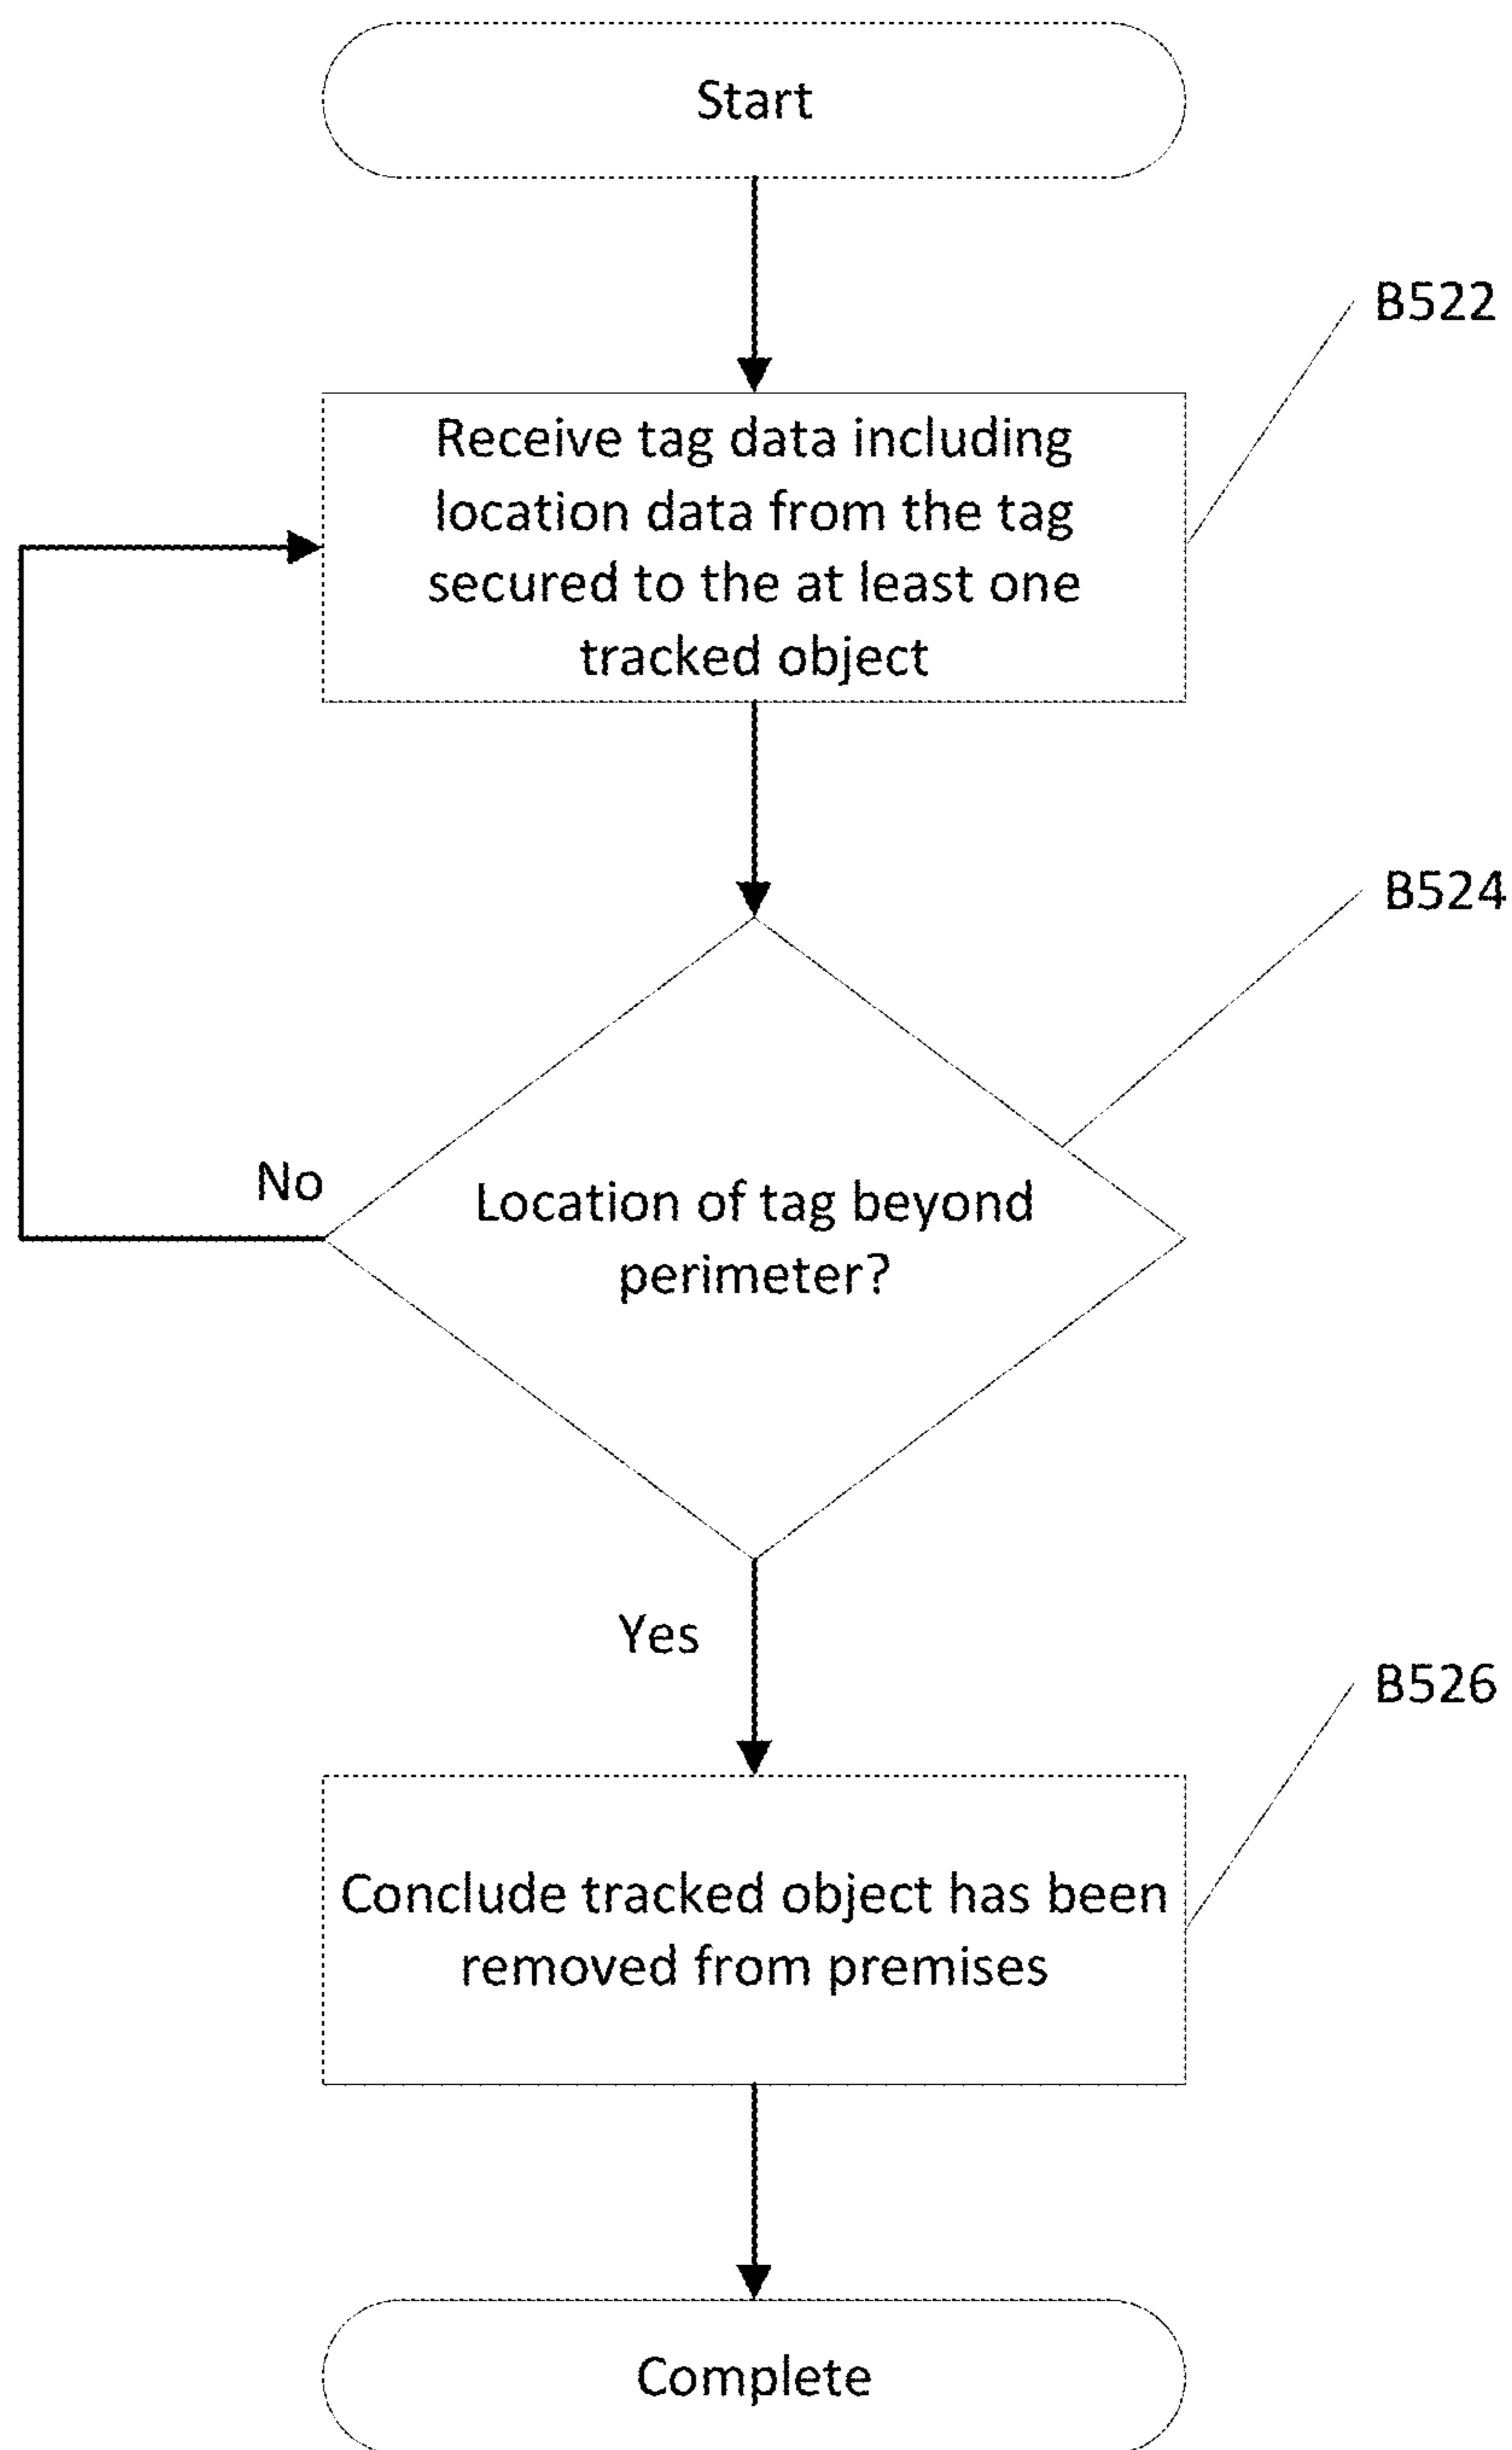 Start
B522
Receive tag data including
location data from the tag
secured to the at least one
tracked object
B524
No
Location of tag beyond
perimeter?
Yes
B526
Conclude tracked object has been
removed from premises
Complete